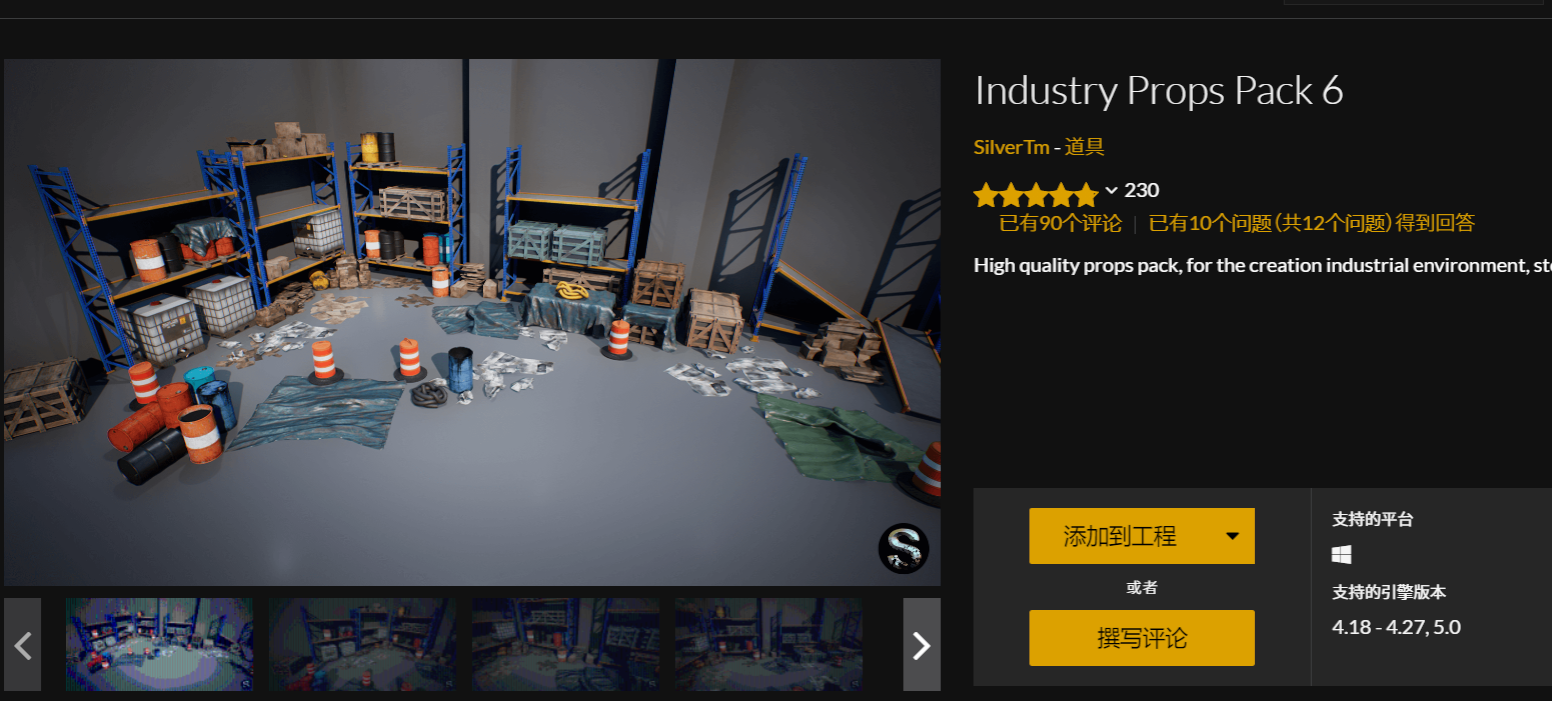 Industry Props Pack 6
SilverTm - 道具
230
已有90个评论 | 已有10个问题(共12个问题)得到回答
High quality props pack, for the creation industrial environment,
添加到工程
或者
撰写评论
支持的平台
支持的引擎版本
4.18 - 4.27, 5.0